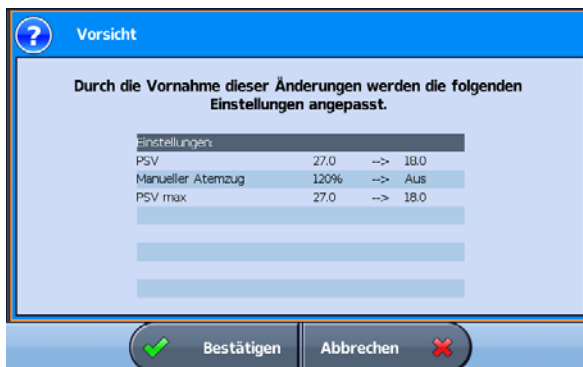 Vorsicht
Durch die Vornahme dieser Änderungen werden die folgenden
Einstellungen angepasst.
Einstellungen:
PSV 27.0 --> 18.0
Manueller Atemzug 120% --> Aus
PSV max 27.0 --> 18.0
Bestätigen Abbrechen